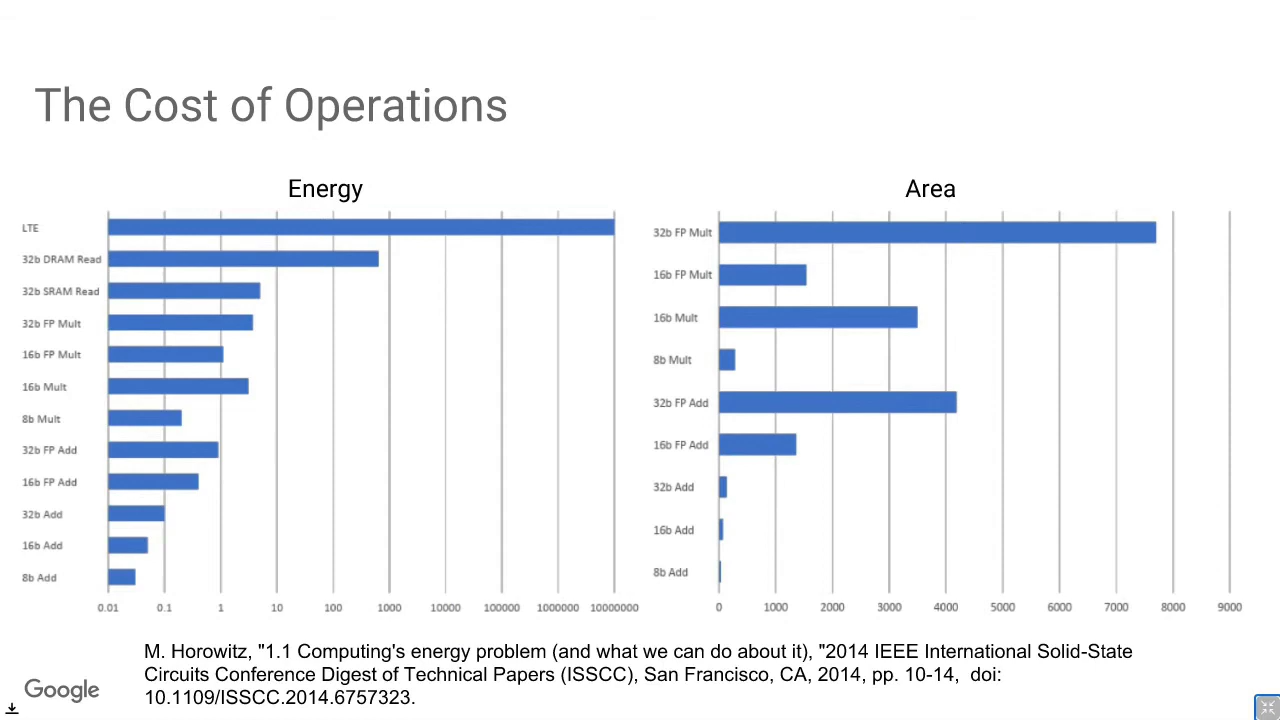 The Cost of Operations
Energy
LTE
32b DRAM Read
32b SRAM Read
32b FP Mult
16b FP Mult
16b Mult
8b Mult
32b FP Add
16b FP Add
32b Add
16b Add
8b Add
0.01 0.1 1 10 100 1000 10000 100000 1000000 10000000
Area
32b FP Mult
16b FP Mult
16b Mult
8b Mult
32b FP Add
16b FP Add
32b Add
16b Add
8b Add
0 1000 2000 3000 4000 5000 6000 7000 8000 9000
M. Horowitz, "1.1 Computing's energy problem (and what we can do about it), "2014 IEEE International Solid-State
Circuits Conference Digest of Technical Papers (ISSCC), San Francisco, CA, 2014, pp. 10-14, doi:
10.1109/ISSCC.2014.6757323.
Google